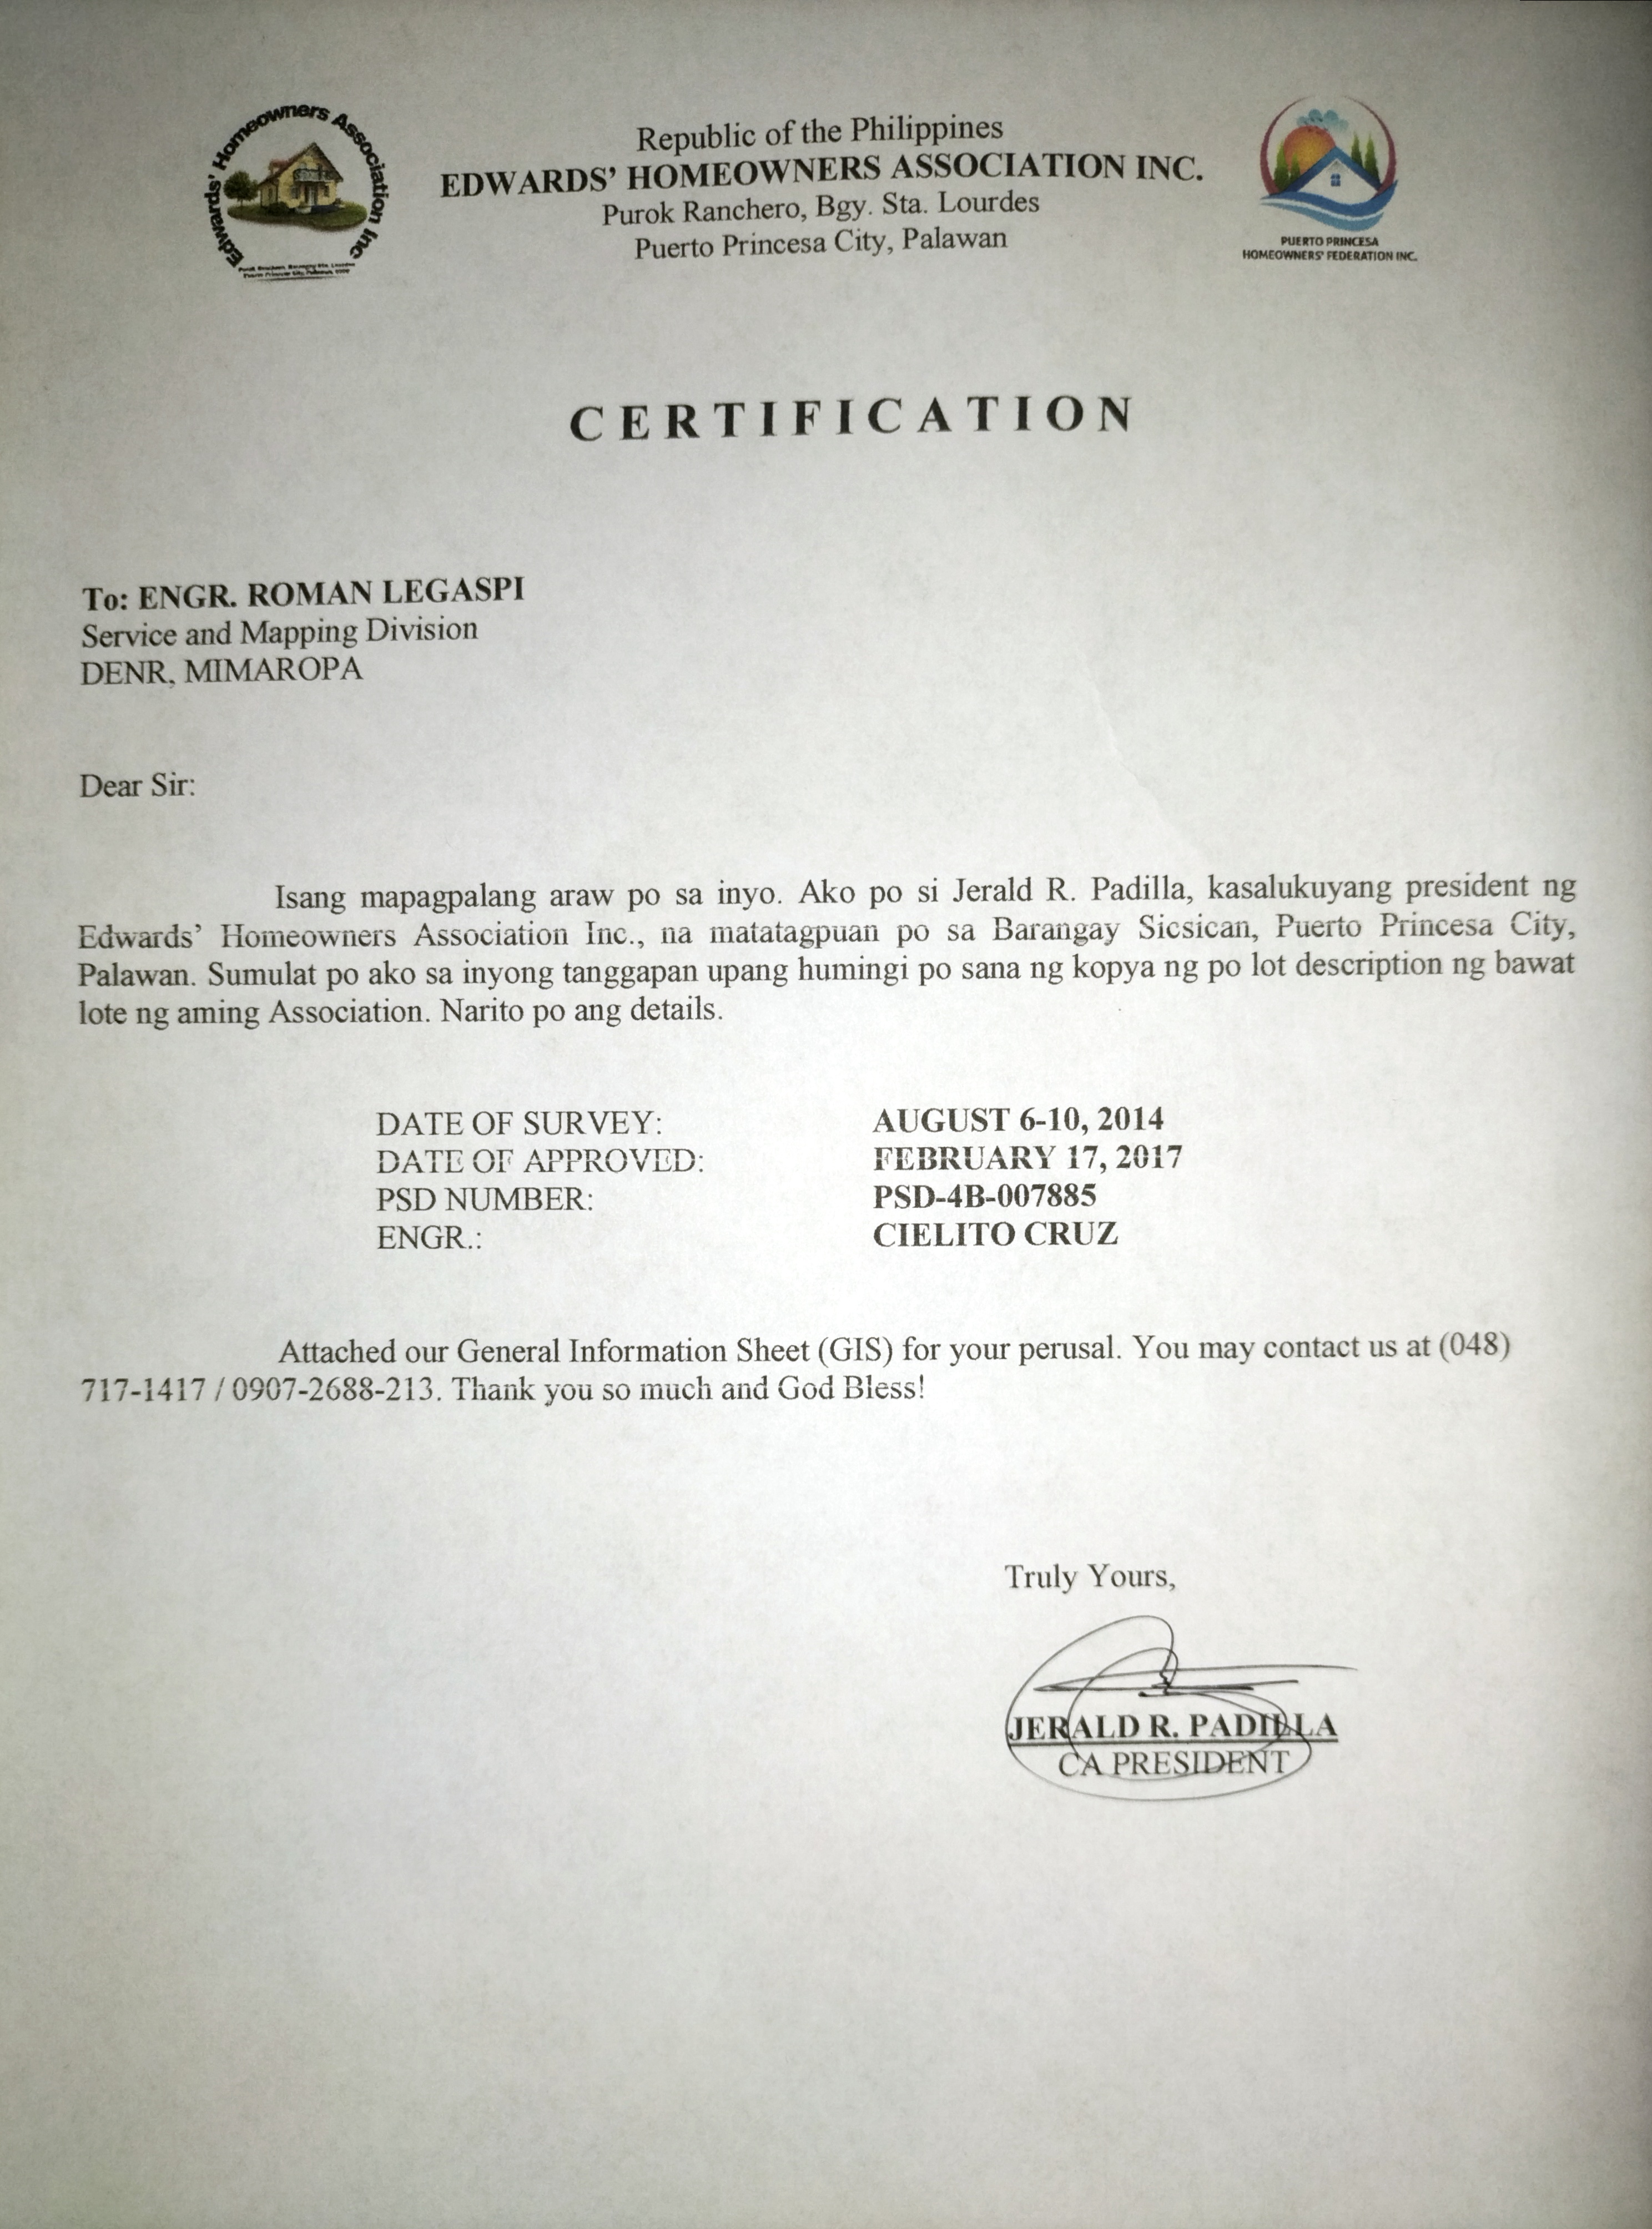 Edwards' Homeowners Association Inc
Republic of the Philippines
EDWARDS' HOMEOWNERS ASSOCIATION INC.
Purok Ranchero, Bgy. Sta. Lourdes
Puerto Princesa City, Palawan
PUERTO PRINCESA
HOMEOWNERS' FEDERATION INC.
CERTIFICATION
To: ENGR. ROMAN LEGASPI
Service and Mapping Division
DENR, MIMAROPA
Dear Sir:
Isang mapagpalang araw po sa inyo. Ako po si Jerald R. Padilla, kasalukuyang president ng
Edwards' Homeowners Association Inc., na matatagpuan po sa Barangay Sicsican, Puerto Princesa City,
Palawan. Sumulat po ako sa inyong tanggapan upang humingi po sana ng kopya ng po lot description ng bawat
lote ng aming Association. Narito po ang details.
DATE OF SURVEY: AUGUST 6-10, 2014
DATE OF APPROVED: FEBRUARY 17, 2017
PSD NUMBER: PSD-4B-007885
ENGR.: CIELITO CRUZ
Attached our General Information Sheet (GIS) for your perusal. You may contact us at (048)
717-1417 / 0907-2688-213. Thank you so much and God Bless!
Truly Yours,
JERALD R. PADILLA
CA PRESIDENT